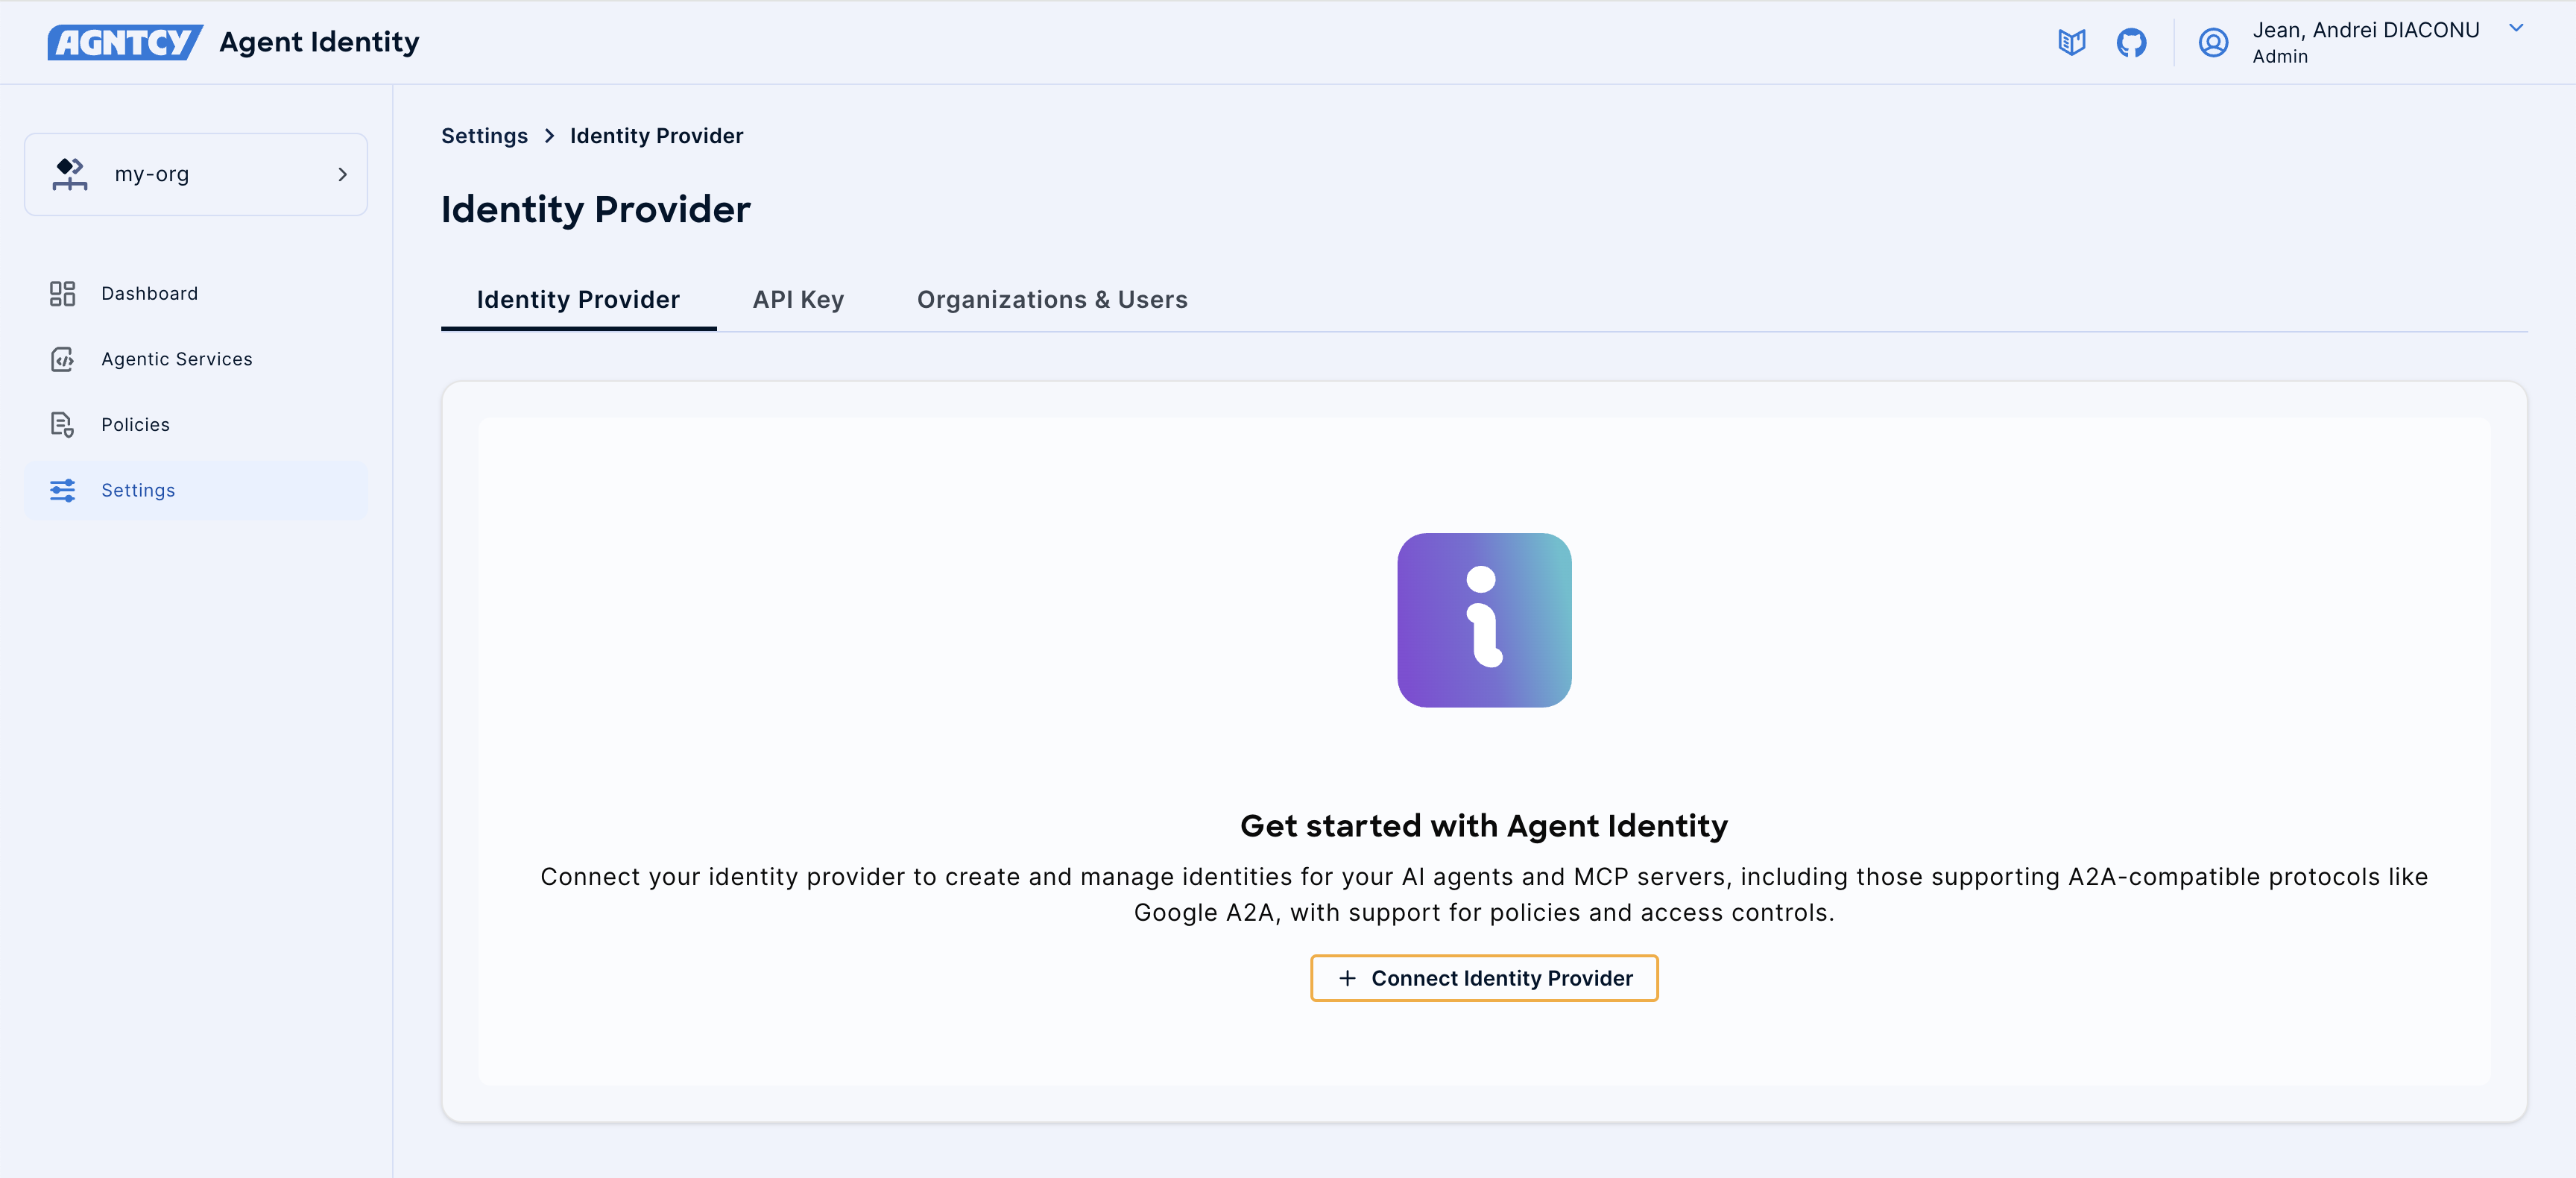 AGNTCY Agent Identity
Jean, Andrei DIACONU
Admin
my-org
Dashboard
Agentic Services
Policies
Settings
Settings > Identity Provider
Identity Provider
Identity Provider API Key Organizations & Users
Get started with Agent Identity
Connect your identity provider to create and manage identities for your AI agents and MCP servers, including those supporting A2A-compatible protocols like
Google A2A, with support for policies and access controls.
+ Connect Identity Provider